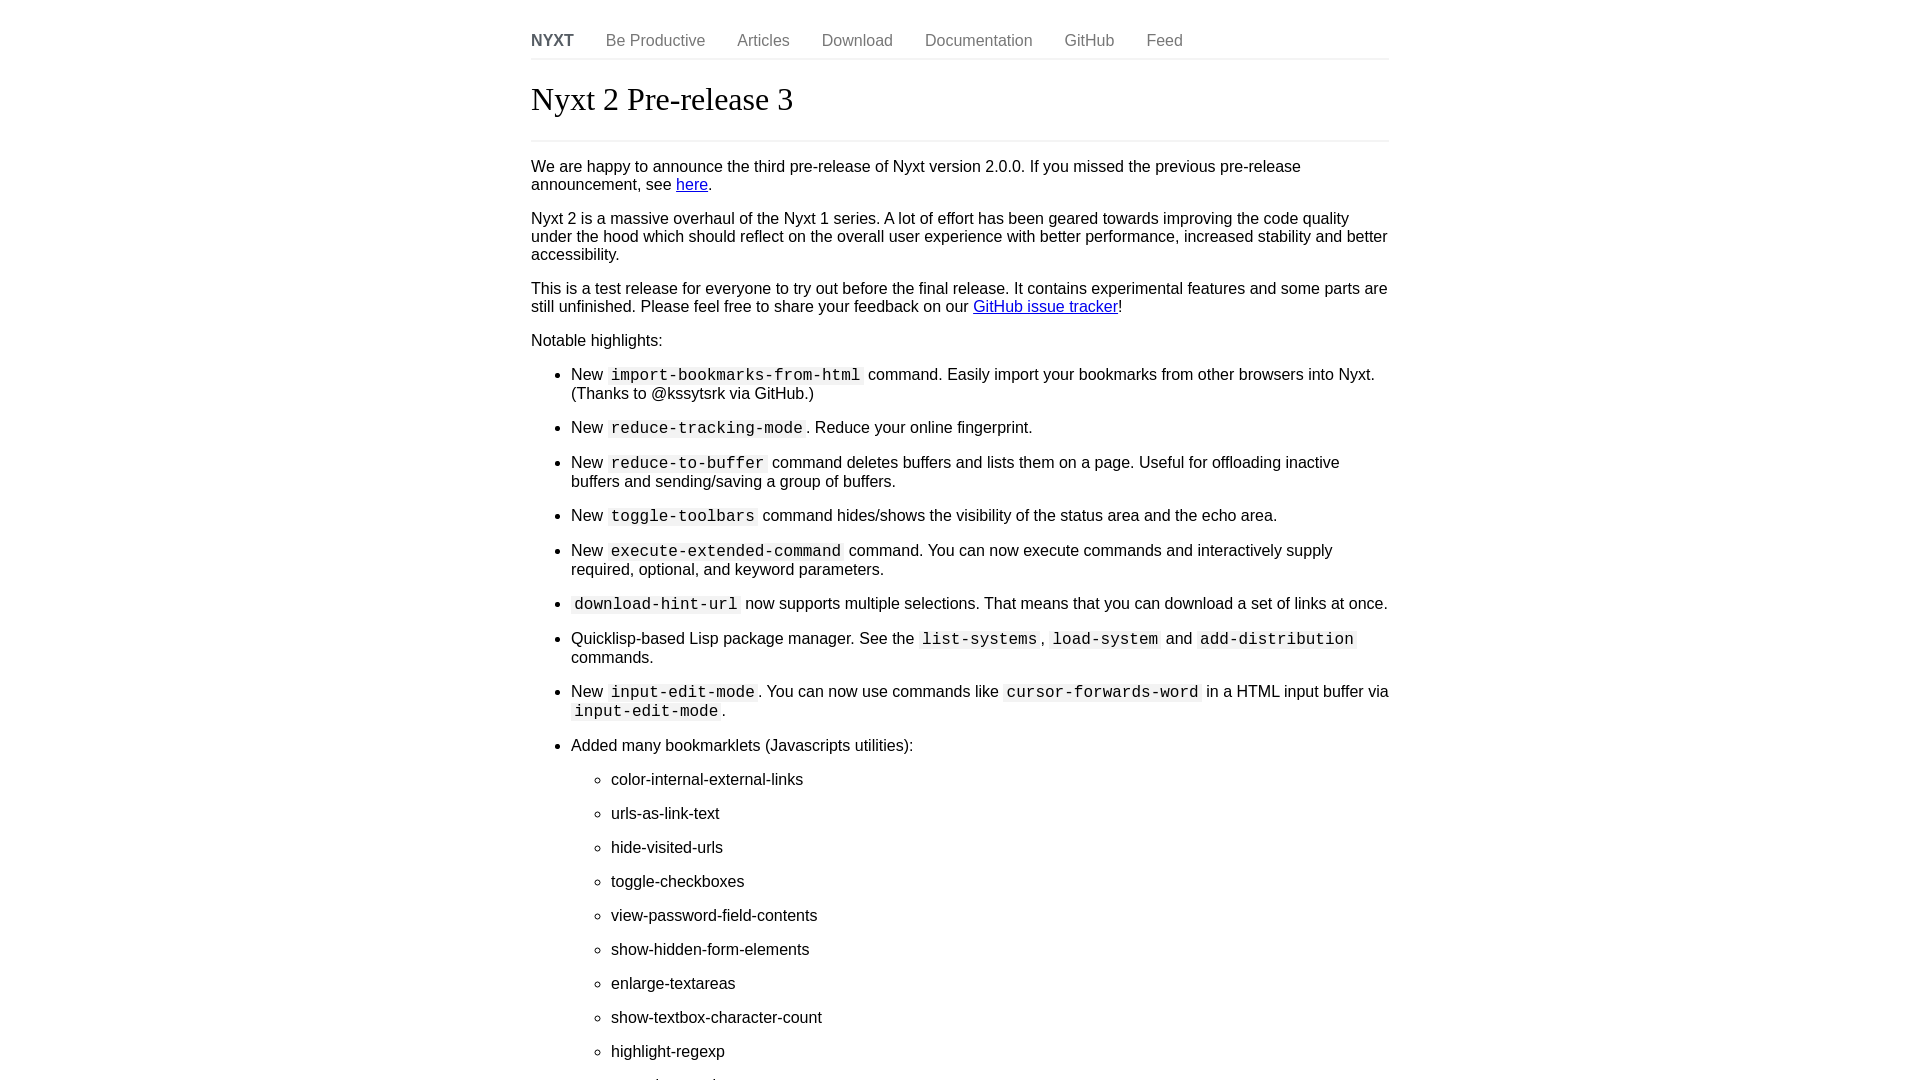 NYXT Be Productive Articles Download Documentation GitHub Feed
Nyxt 2 Pre-release 3
We are happy to announce the third pre-release of Nyxt version 2.0.0. If you missed the previous pre-release
announcement, see here.
Nyxt 2 is a massive overhaul of the Nyxt 1 series. A lot of effort has been geared towards improving the code quality
under the hood which should reflect on the overall user experience with better performance, increased stability and better
accessibility.
This is a test release for everyone to try out before the final release. It contains experimental features and some parts are
still unfinished. Please feel free to share your feedback on our GitHub issue tracker!
Notable highlights:
• New import-bookmarks-from-html command. Easily import your bookmarks from other browsers into Nyxt.
(Thanks to @kssytsrk via GitHub.)
• New reduce-tracking-mode. Reduce your online fingerprint.
• New reduce-to-buffer command deletes buffers and lists them on a page. Useful for offloading inactive
buffers and sending/saving a group of buffers.
• New toggle-toolbars command hides/shows the visibility of the status area and the echo area.
• New execute-extended-command command. You can now execute commands and interactively supply
required, optional, and keyword parameters.
• download-hint-url now supports multiple selections. That means that you can download a set of links at once.
• Quicklisp-based Lisp package manager. See the list-systems, load-system and add-distribution
commands.
• New input-edit-mode. You can now use commands like cursor-forwards-word in a HTML input buffer via
input-edit-mode.
• Added many bookmarklets (Javascripts utilities):
◦ color-internal-external-links
◦ urls-as-link-text
◦ hide-visited-urls
◦ toggle-checkboxes
◦ view-password-field-contents
◦ show-hidden-form-elements
◦ enlarge-textareas
◦ show-textbox-character-count
◦ highlight-regexp